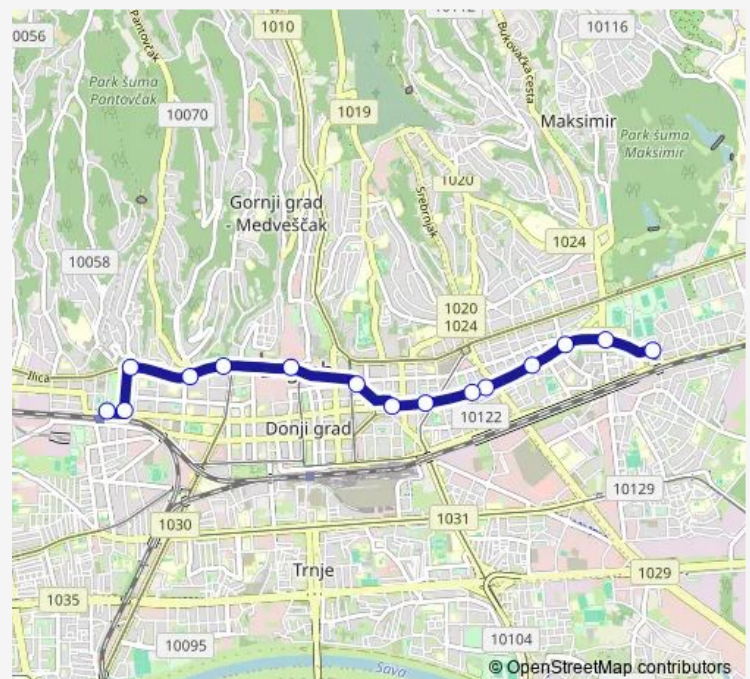 0056
Pantovčak
1010
10112
10116
Bukovačka cesta
Park šuma
Pantovčak
10070
1019
Maksimir
Park šuma
Maksimir
1020
Srebrnjak
Gornji grad
- Medveščak
1024
10058
1020
1024
Ilica
10122
Donji grad
10129
1030
1031
Trnje
1029
1035
10095
10104
Sava
© OpenStreetMap contributors